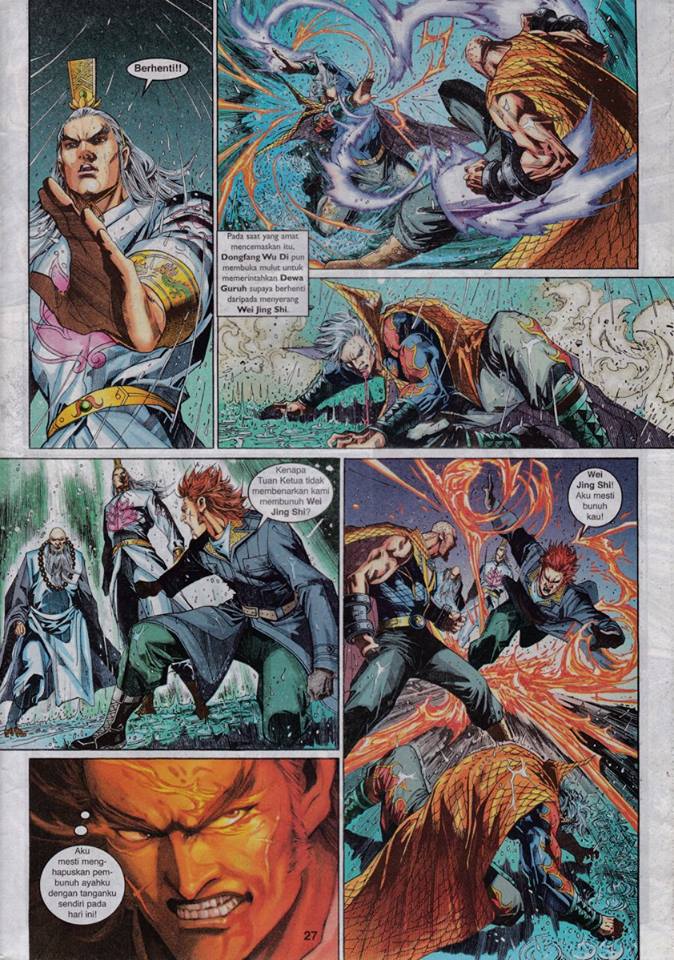 Berhenti!!
Pada saat yang amat
mencemaskan itu,
Dongfang Wu Di pun
membuka mulut untuk
memerintahkan Dewa
Guruh supaya berhenti
daripada menyerang
Wei Jing Shi.
Kenapa
Tuan Ketua tidak
membenarkan kami
membunuh Wei
Jing Shi?
Wei
Jing Shi!
Aku mesti
bunuh
kau!
Aku
mesti meng-
hapuskan pem-
bunuh ayahku
dengan tanganku
sendiri pada
hari ini!
27